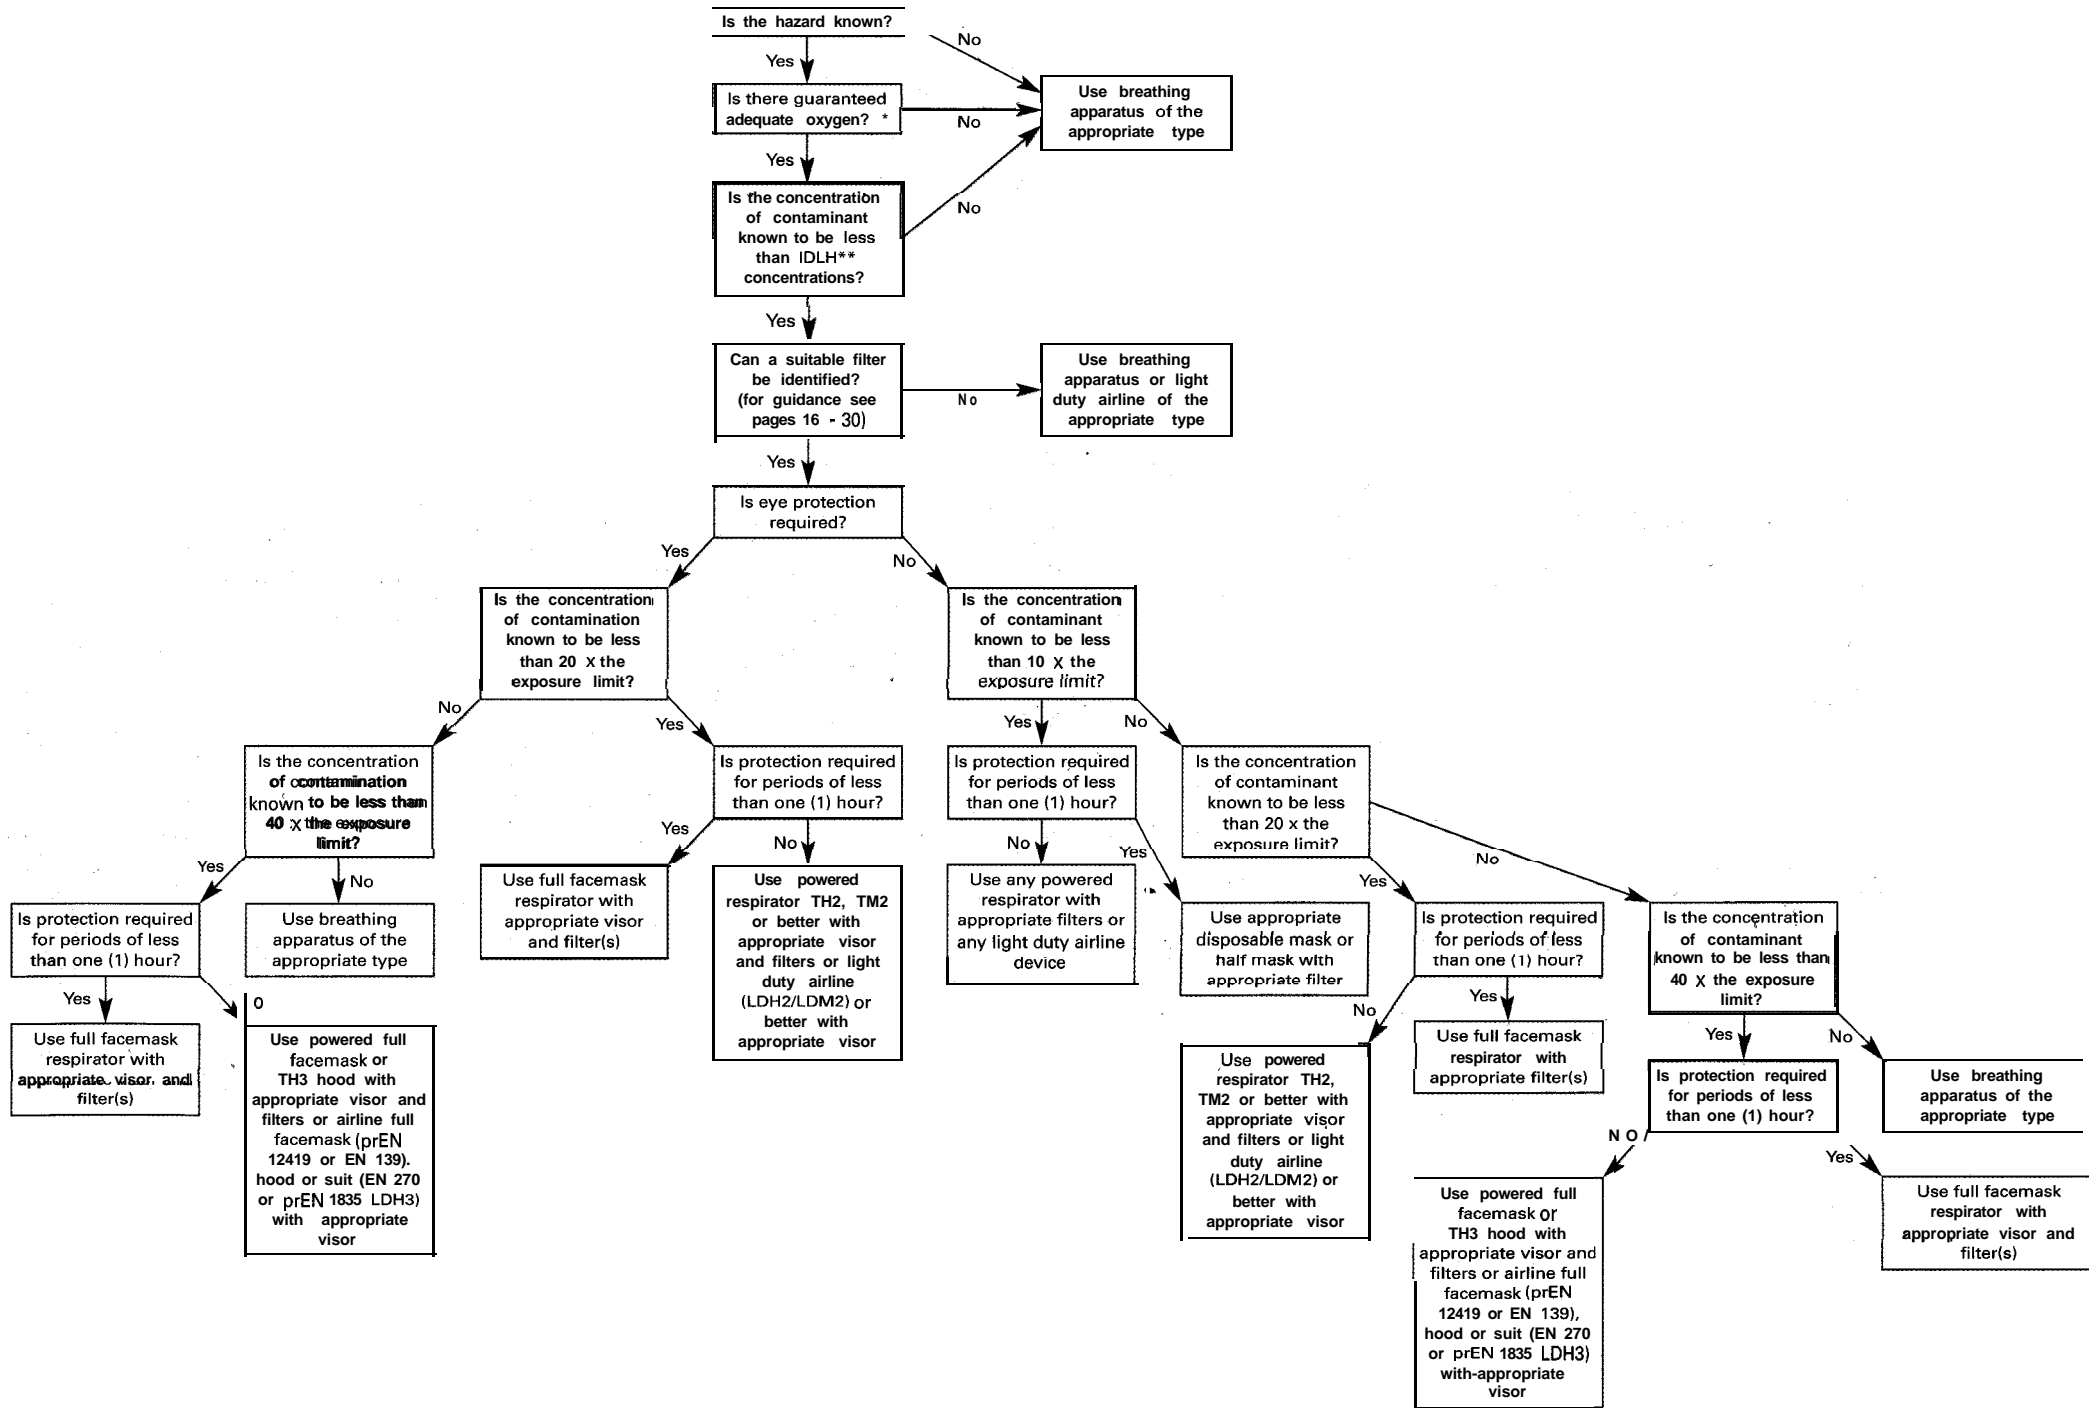 Is the hazard known?
No
Yes
Is there guaranteed
adequate oxygen? *
No
Use breathing
apparatus of the
appropriate type
Yes
Is the concentration
of contaminant
known to be less
than IDLH**
concentrations?
No
Yes
Can a suitable filter
be identified?
(for guidance see
pages 16 - 30)
No
Use breathing
apparatus or light
duty airline of the
appropriate type
Yes
Is eye protection
required?
Yes
No
Is the concentration
of contamination
known to be less
than 20 X the
exposure limit?
Is the concentration
of contaminant
known to be less
than 10 X the
exposure limit?
No
Yes
Yes
No
Is the concentration
of contamination
known to be less than
40 X the exposure
limit?
Is protection required
for periods of less
than one (1) hour?
Is protection required
for periods of less
than one (1) hour?
Is the concentration
of contaminant
known to be less
than 20 x the
exposure limit?
Yes
No
Yes
No
No
Yes
Yes
No
Is protection required
for periods of less
than one (1) hour?
Use breathing
apparatus of the
appropriate type
Use full facemask
respirator with
appropriate visor
and filter(s)
Use powered
respirator TH2, TM2
or better with
appropriate visor
and filters or light
duty airline
(LDH2/LDM2) or
better with
appropriate visor
Use any powered
respirator with
appropriate filters or
any light duty airline
device
Use appropriate
disposable mask or
half mask with
appropriate filter
Is protection required
for periods of less
than one (1) hour?
Is the concentration
of contaminant
known to be less than
40 X the exposure
limit?
Yes
O
No
Yes
Yes
No
Use full facemask
respirator with
appropriate visor and
filter(s)
Use powered full
facemask or
TH3 hood with
appropriate visor and
filters or airline full
facemask (prEN
12419 or EN 139).
hood or suit (EN 270
or prEN 1835 LDH3)
with appropriate
visor
Use powered
respirator TH2,
TM2 or better with
appropriate visor
and filters or light
duty airline
(LDH2/LDM2) or
better with
appropriate visor
Use full facemask
respirator with
appropriate filter(s)
Is protection required
for periods of less
than one (1) hour?
Use breathing
apparatus of the
appropriate type
NO
Yes
Use powered full
facemask or
TH3 hood with
appropriate visor and
filters or airline full
facemask (prEN
12419 or EN 139),
hood or suit (EN 270
or prEN 1835 LDH3)
with-appropriate
visor
Use full facemask
respirator with
appropriate visor and
filter(s)